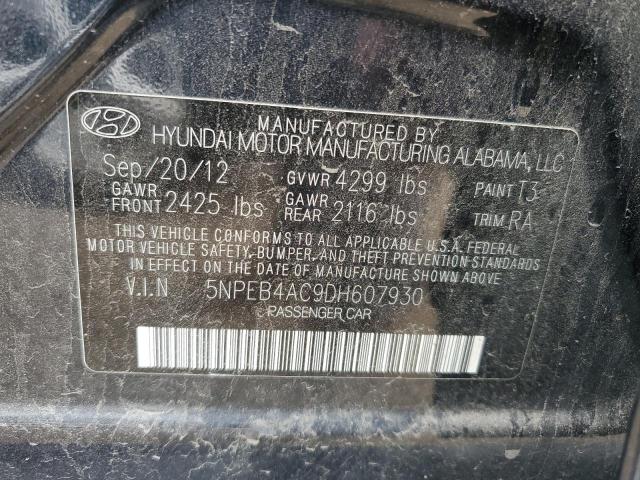 MANUFACTURED BY
HYUNDAI MOTOR MANUFACTURING ALABAMA, LLC
Sep/20/12 GVWR 4299 lbs PAINT T3
GAWR FRONT 2425 lbs GAWR REAR 2116 lbs TRIM RA
THIS VEHICLE CONFORMS TO ALL APPLICABLE U.S.A. FEDERAL
MOTOR VEHICLE SAFETY, BUMPER, AND THEFT PREVENTION STANDARDS
IN EFFECT ON THE DATE OF MANUFACTURE SHOWN ABOVE
V.I.N 5NPEB4AC9DH607930
PASSENGER CAR